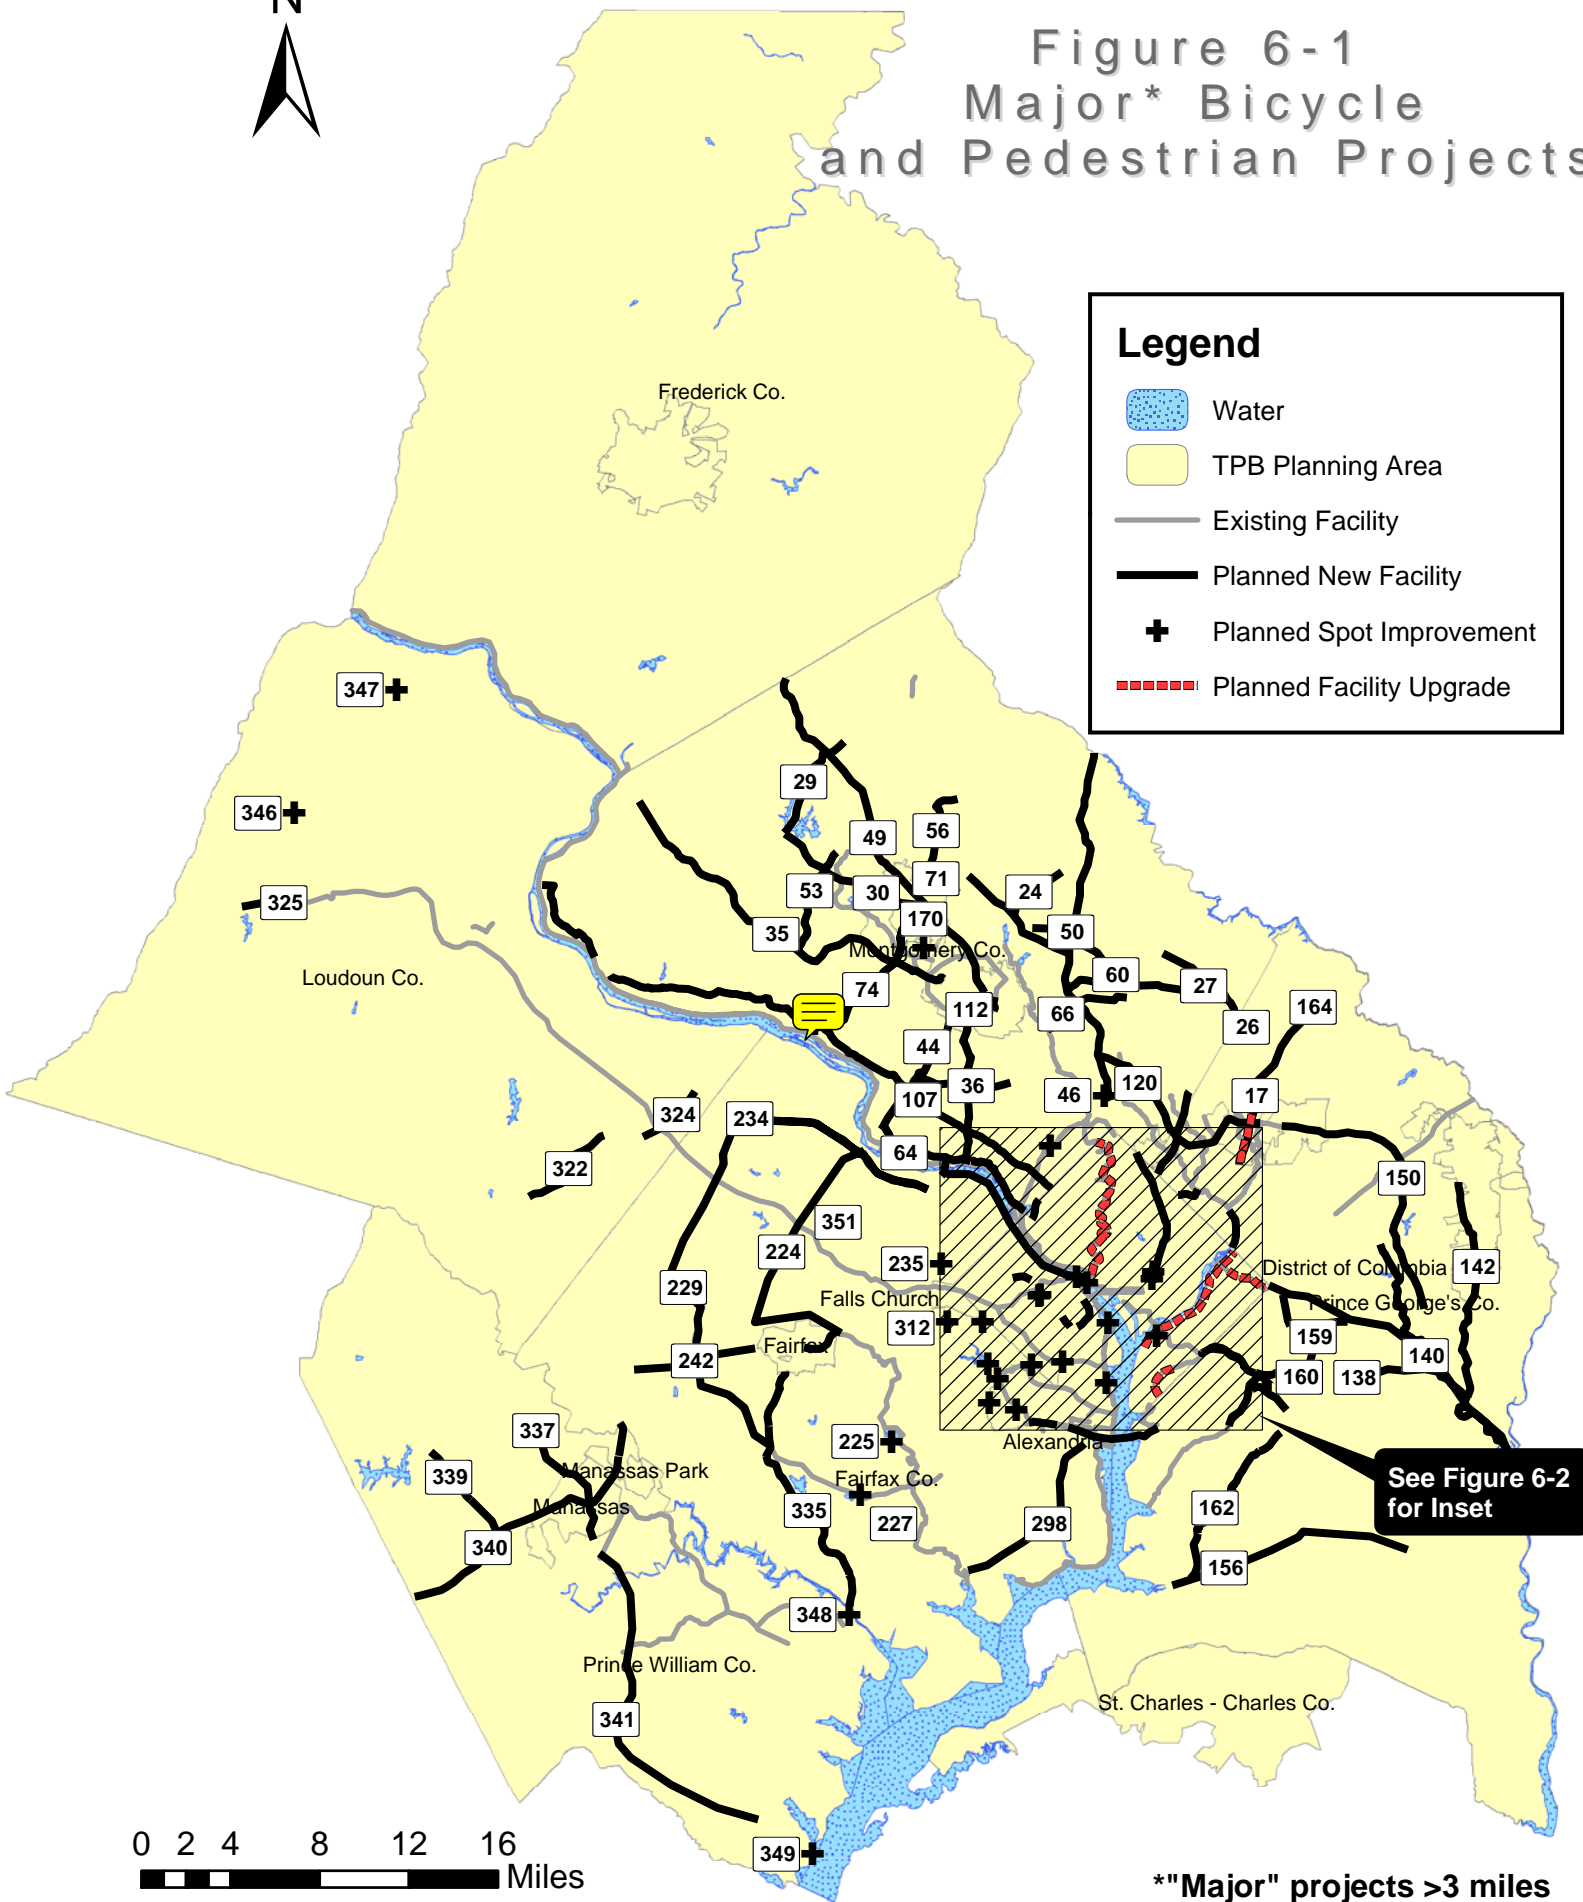 N
Figure 6-1
Major* Bicycle
and Pedestrian Projects
Legend
Water
TPB Planning Area
Existing Facility
Planned New Facility
Planned Spot Improvement
Planned Facility Upgrade
Frederick Co.
347
346
29
49
56
325
53
30
71
24
170
35
50
Montgomery Co.
Loudoun Co.
74
60
27
112
66
164
26
44
36
46
120
107
17
324
234
64
322
150
351
224
235
District of Columbia
142
229
Falls Church
Prince George's Co.
312
159
Fairfax
242
140
160
138
337
225
Alexandria
Manassas Park
339
Fairfax Co.
See Figure 6-2
for Inset
Manassas
335
227
298
162
340
156
348
Prince William Co.
St. Charles - Charles Co.
341
0 2 4 8 12 16
Miles
349
*"Major" projects >3 miles